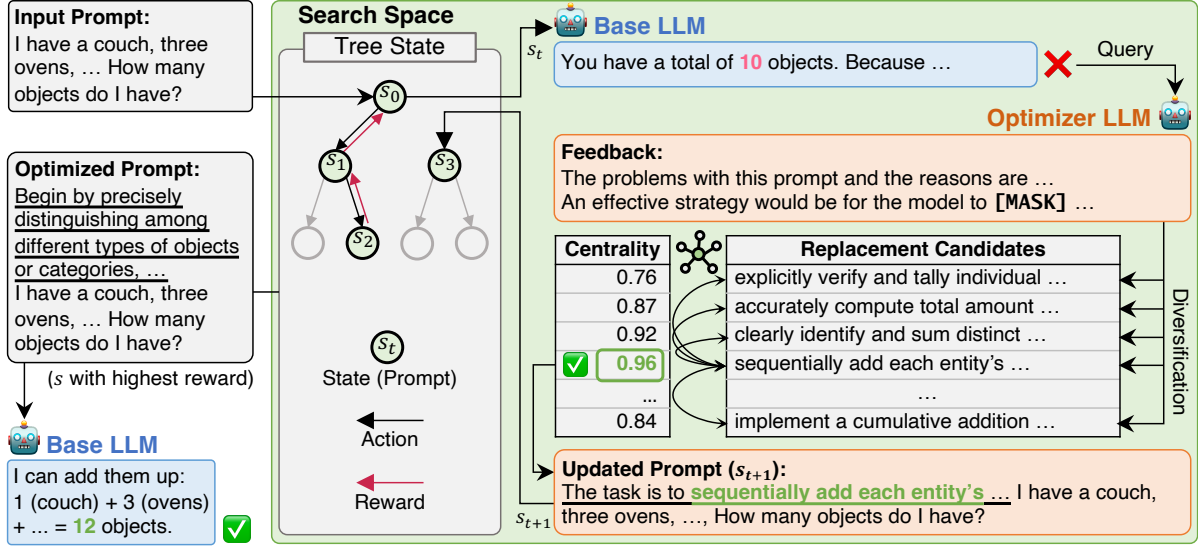 Input Prompt:
I have a couch, three
ovens, … How many
objects do I have?
Optimized Prompt:
Begin by precisely
distinguishing among
different types of objects
or categories, …
I have a couch, three
ovens, … How many
objects do I have?
(s with highest reward)
Base LLM
I can add them up:
1 (couch) + 3 (ovens)
+ ... = 12 objects.
Search Space
Tree State
s0
s1
s3
s2
st
State (Prompt)
Action
Reward
st
Base LLM
You have a total of 10 objects. Because …
Query
Optimizer LLM
Feedback:
The problems with this prompt and the reasons are …
An effective strategy would be for the model to [MASK] …
Centrality Replacement Candidates
0.76 explicitly verify and tally individual …
0.87 accurately compute total amount …
0.92 clearly identify and sum distinct …
0.96 sequentially add each entity's …
... …
0.84 implement a cumulative addition …
Diversification
Updated Prompt (st+1):
The task is to sequentially add each entity's … I have a couch,
three ovens, …, How many objects do I have?
st+1